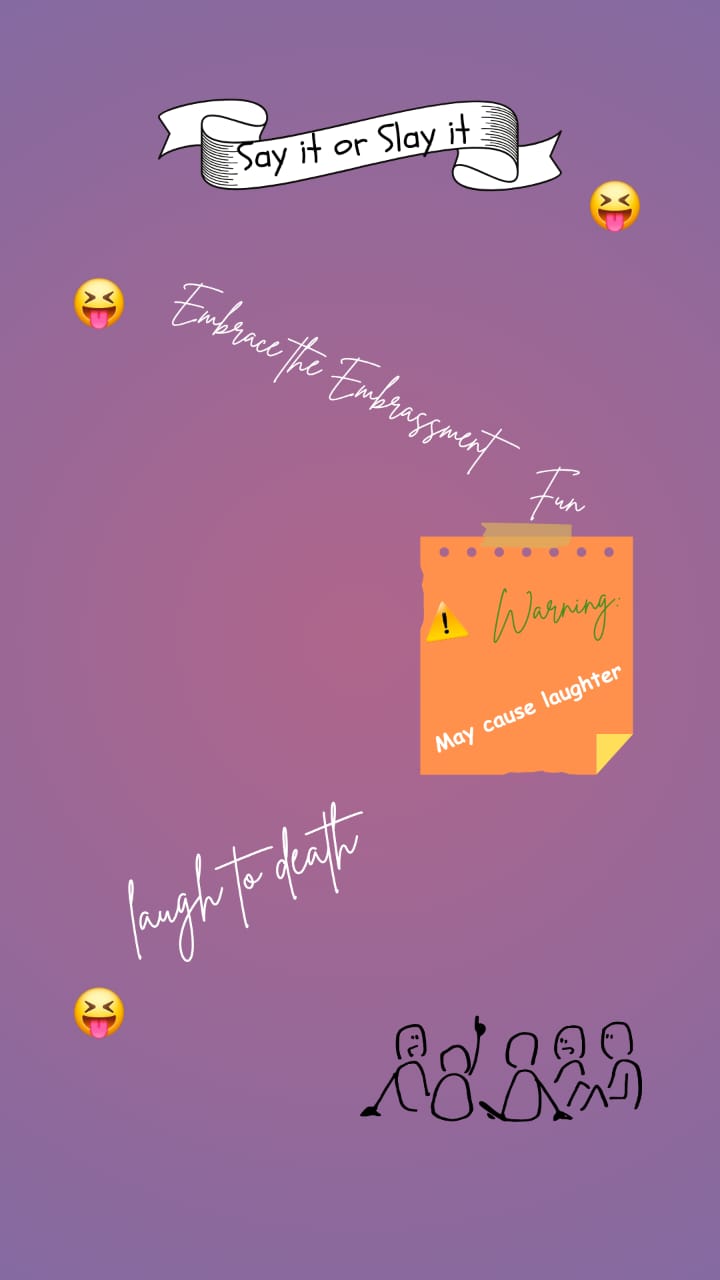 Say it or Slay it
Embrace the Embrassment
Fun
Warning:
May cause laughter
laugh to death